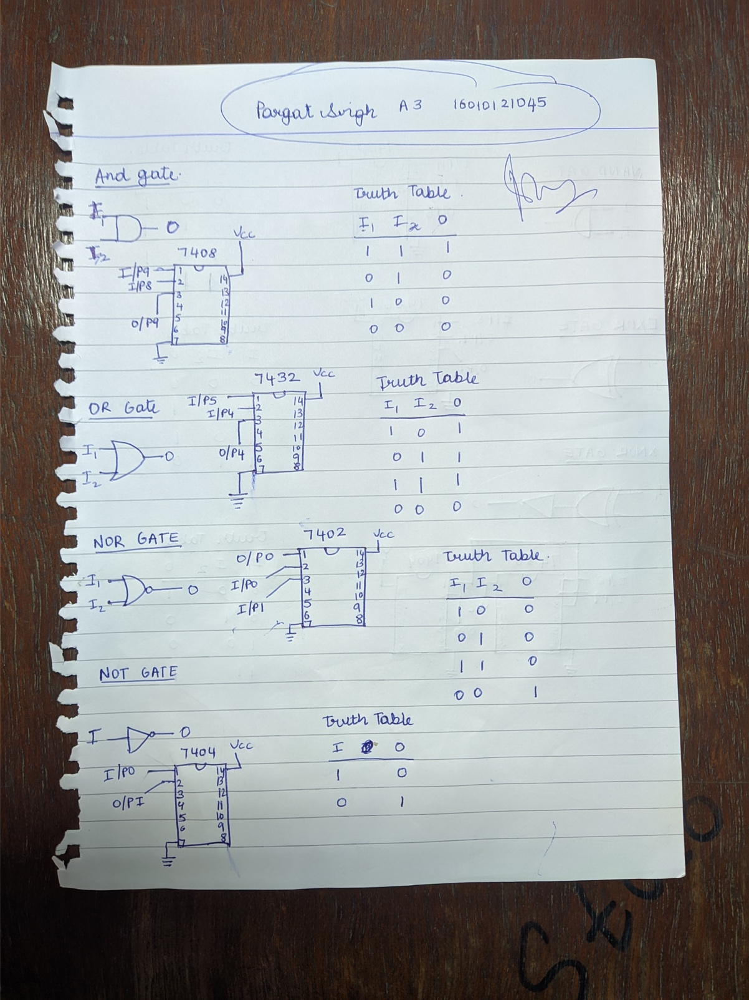 Pargat Singh A3 16010121045
And gate.
Truth Table.
I1 O
I2
I1 I2 O
1 1 1
0 1 0
1 0 0
0 0 0
7408 Vcc
I/P9 1 14
I/P8 2 13
O/P9 3 12
4 11
5 10
6 9
7 8
OR Gate
7432 Vcc
I/P5 1 14
I/P4 2 13
O/P4 3 12
4 11
5 10
6 9
7 8
I1 O
I2
Truth Table
I1 I2 O
1 0 1
0 1 1
1 1 1
0 0 0
NOR GATE
7402 Vcc
O/P0 1 14
I/P0 2 13
I/P1 3 12
4 11
5 10
6 9
7 8
I1 O
I2
Truth Table.
I1 I2 O
1 0 0
0 1 0
1 1 0
0 0 1
NOT GATE
I O
7404 Vcc
I/P0 1 14
O/PI 2 13
3 12
4 11
5 10
6 9
7 8
Truth Table
I O
1 0
0 1